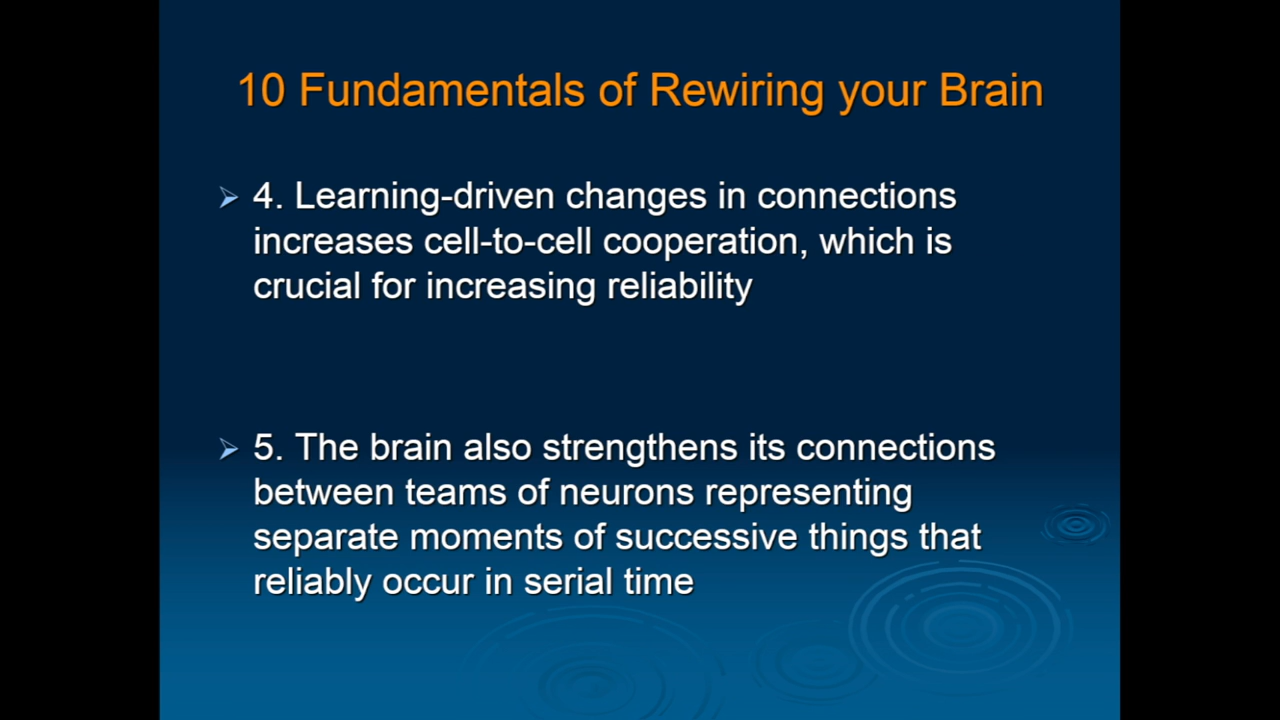 10 Fundamentals of Rewiring your Brain
4. Learning-driven changes in connections
increases cell-to-cell cooperation, which is
crucial for increasing reliability
5. The brain also strengthens its connections
between teams of neurons representing
separate moments of successive things that
reliably occur in serial time